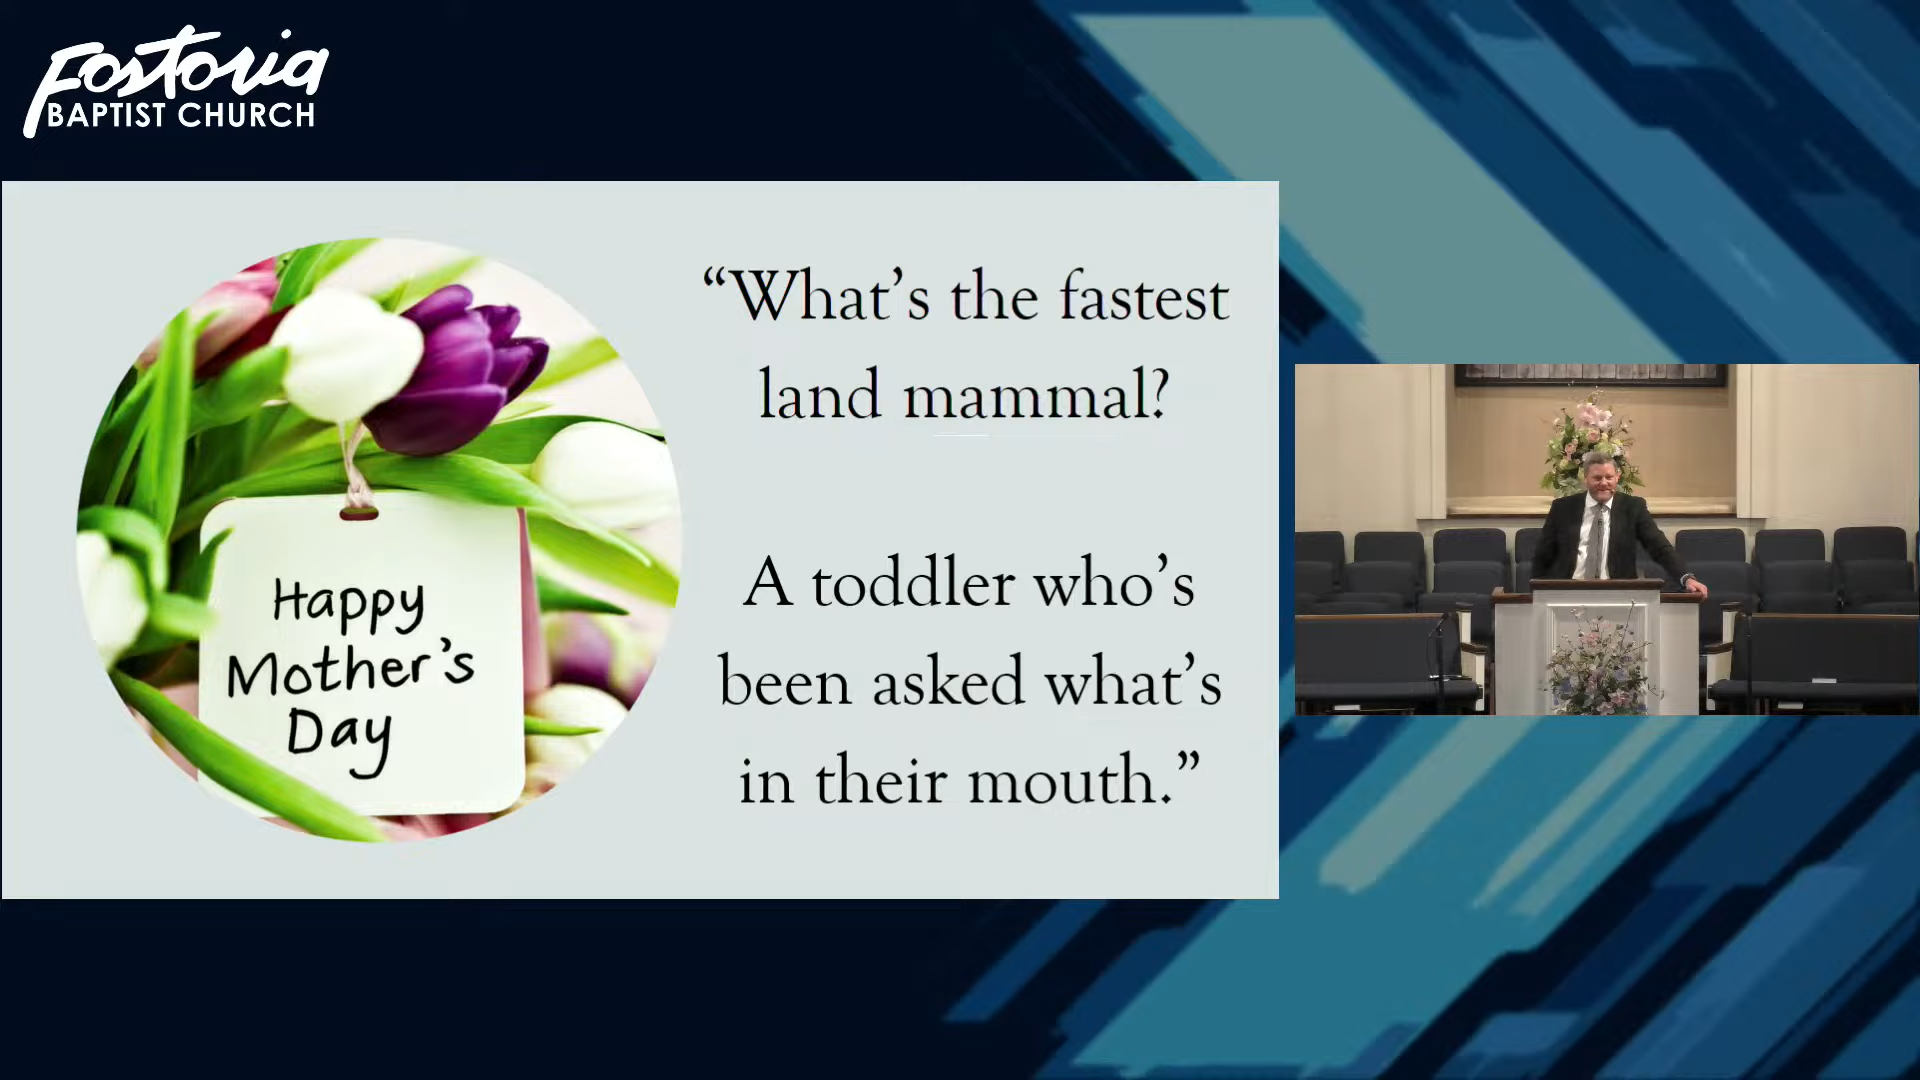 Fostoria
BAPTIST CHURCH
“What’s the fastest
land mammal?
A toddler who’s
been asked what’s
in their mouth.”
Happy
Mother’s
Day